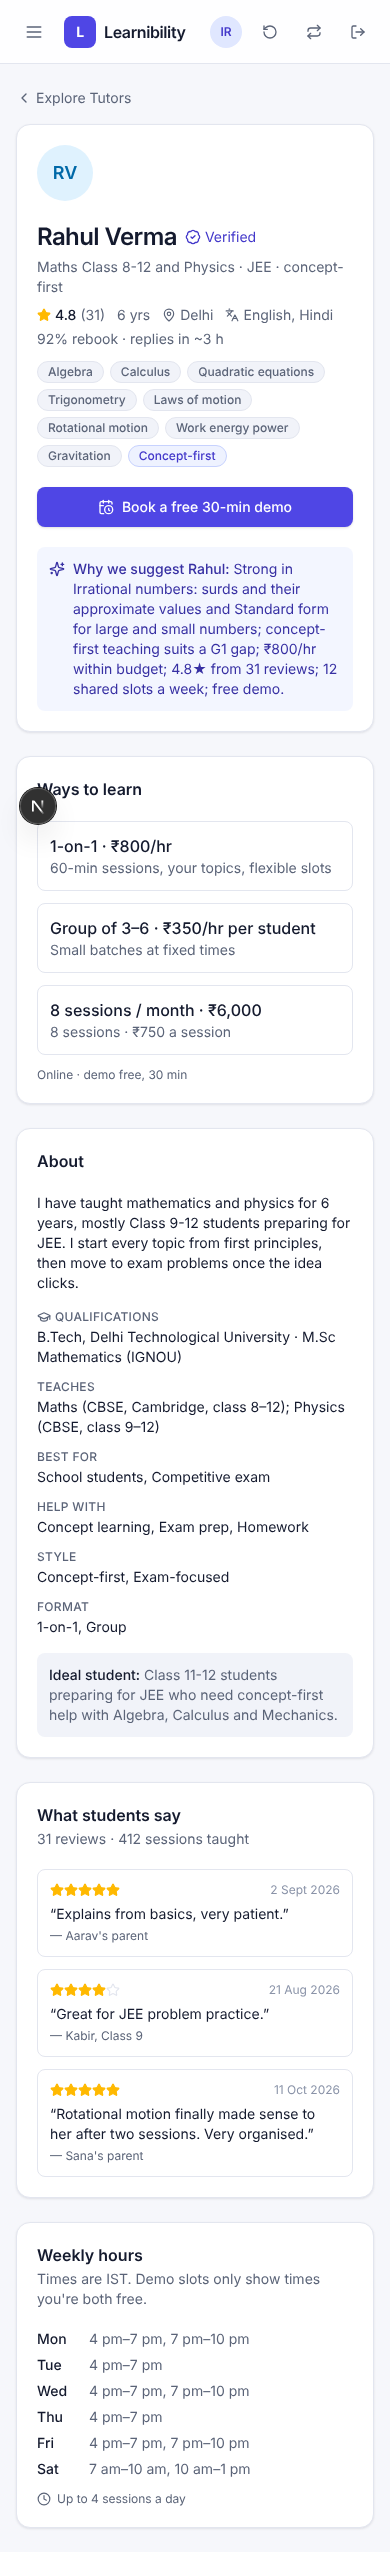 L Learnibility IR
Explore Tutors
RV
Rahul Verma Verified
Maths Class 8-12 and Physics · JEE · concept-
first
4.8 (31) 6 yrs Delhi English, Hindi
92% rebook · replies in ~3 h
Algebra Calculus Quadratic equations
Trigonometry Laws of motion
Rotational motion Work energy power
Gravitation Concept-first
Book a free 30-min demo
Why we suggest Rahul: Strong in
Irrational numbers: surds and their
approximate values and Standard form
for large and small numbers; concept-
first teaching suits a G1 gap; ₹800/hr
within budget; 4.8★ from 31 reviews; 12
shared slots a week; free demo.
Ways to learn
N
1-on-1 · ₹800/hr
60-min sessions, your topics, flexible slots
Group of 3–6 · ₹350/hr per student
Small batches at fixed times
8 sessions / month · ₹6,000
8 sessions · ₹750 a session
Online · demo free, 30 min
About
I have taught mathematics and physics for 6
years, mostly Class 9-12 students preparing for
JEE. I start every topic from first principles,
then move to exam problems once the idea
clicks.
QUALIFICATIONS
B.Tech, Delhi Technological University · M.Sc
Mathematics (IGNOU)
TEACHES
Maths (CBSE, Cambridge, class 8–12); Physics
(CBSE, class 9–12)
BEST FOR
School students, Competitive exam
HELP WITH
Concept learning, Exam prep, Homework
STYLE
Concept-first, Exam-focused
FORMAT
1-on-1, Group
Ideal student: Class 11-12 students
preparing for JEE who need concept-first
help with Algebra, Calculus and Mechanics.
What students say
31 reviews · 412 sessions taught
2 Sept 2026
“Explains from basics, very patient.”
— Aarav's parent
21 Aug 2026
“Great for JEE problem practice.”
— Kabir, Class 9
11 Oct 2026
“Rotational motion finally made sense to
her after two sessions. Very organised.”
— Sana's parent
Weekly hours
Times are IST. Demo slots only show times
you're both free.
Mon 4 pm–7 pm, 7 pm–10 pm
Tue 4 pm–7 pm
Wed 4 pm–7 pm, 7 pm–10 pm
Thu 4 pm–7 pm
Fri 4 pm–7 pm, 7 pm–10 pm
Sat 7 am–10 am, 10 am–1 pm
Up to 4 sessions a day